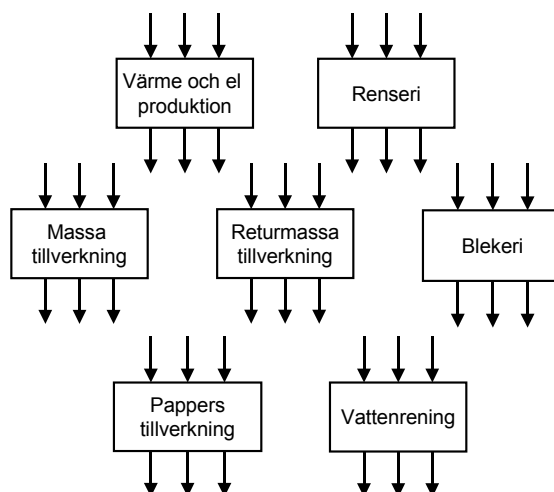 Värme och el
produktion
Renseri
Massa
tillverkning
Returmassa
tillverkning
Blekeri
Pappers
tillverkning
Vattenrening